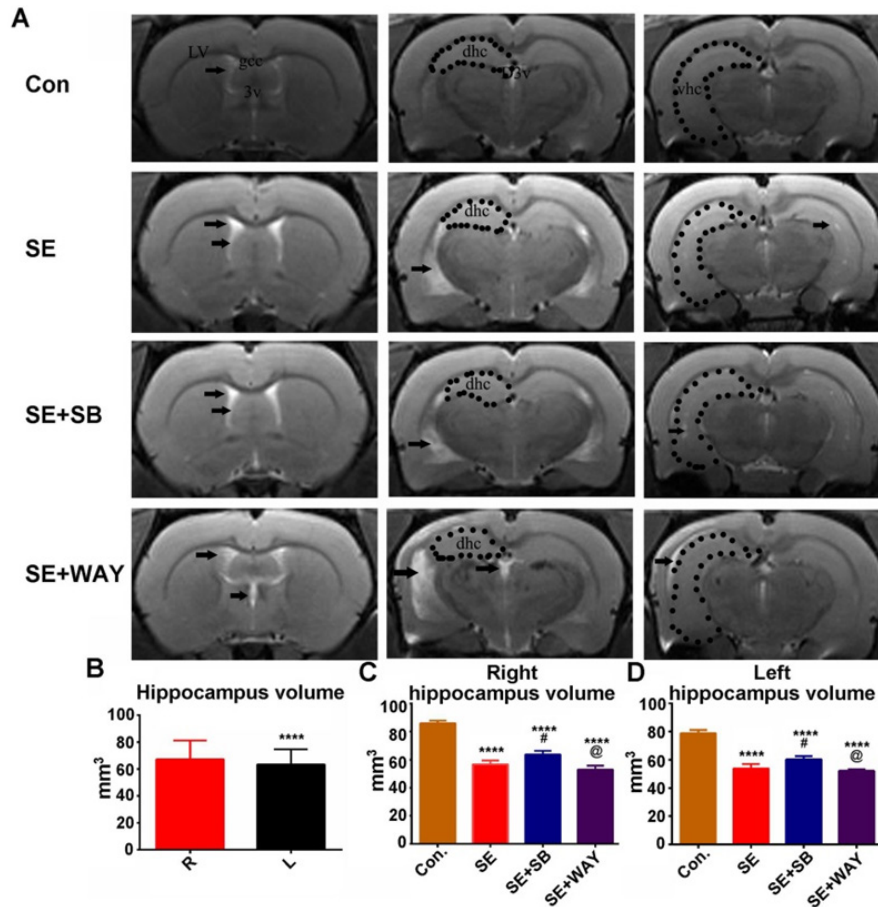 A
Con
LV
gcc
3v
dhc
D3v
vhc
SE
dhc
SE+SB
dhc
SE+WAY
dhc
B
Hippocampus volume
mm³
100
80
60
40
20
0
****
R
L
C
Right
hippocampus volume
mm³
100
80
60
40
20
0
****
****
#
****
@
Con.
SE
SE+SB
SE+WAY
D
Left
hippocampus volume
mm³
100
80
60
40
20
0
****
****
#
****
@
Con.
SE
SE+SB
SE+WAY